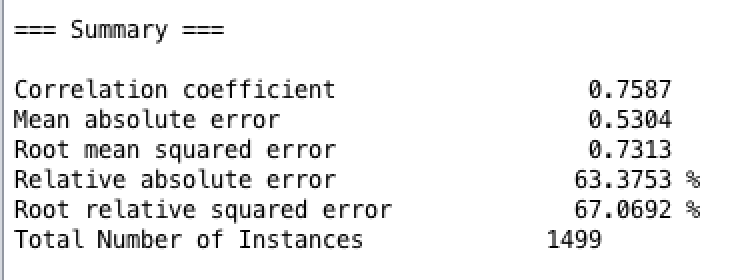 === Summary ===
Correlation coefficient 0.7587
Mean absolute error 0.5304
Root mean squared error 0.7313
Relative absolute error 63.3753 %
Root relative squared error 67.0692 %
Total Number of Instances 1499